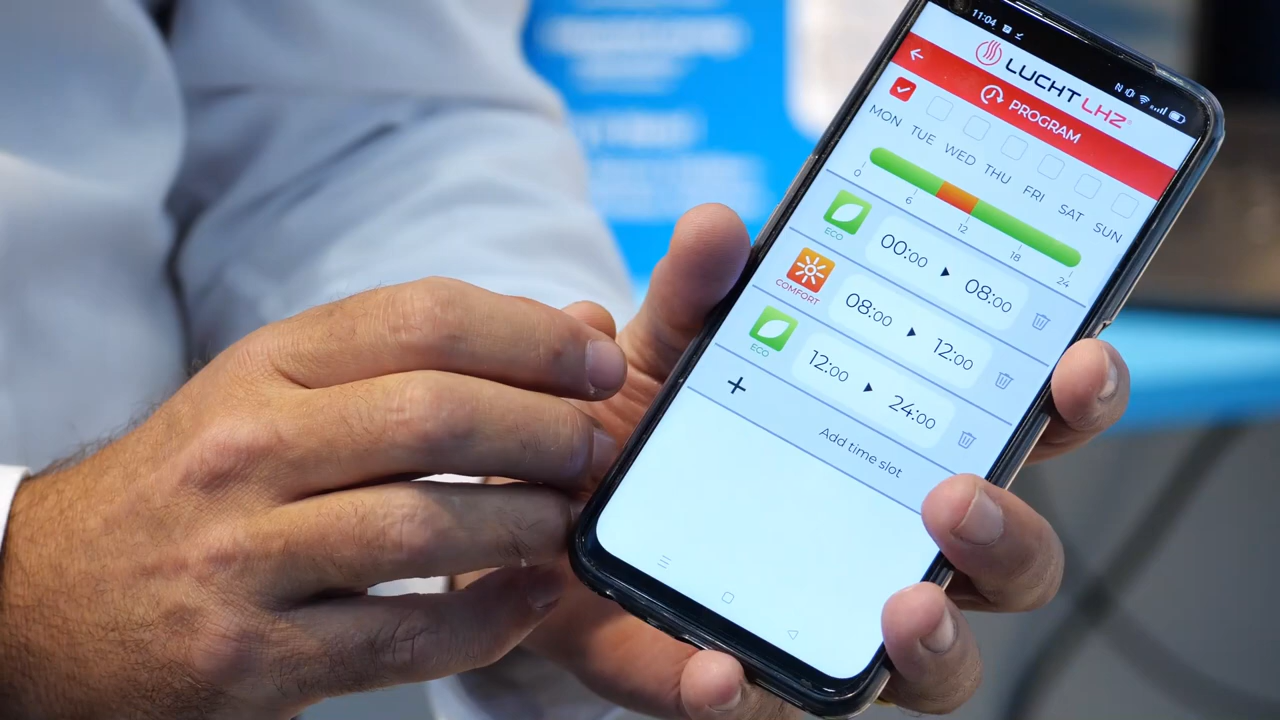 11:04
LUCHT LHZ®
PROGRAM
MON TUE WED THU FRI SAT SUN
0 6 12 18 24
ECO 00:00 08:00
COMFORT 08:00 12:00
ECO 12:00 24:00
+ Add time slot